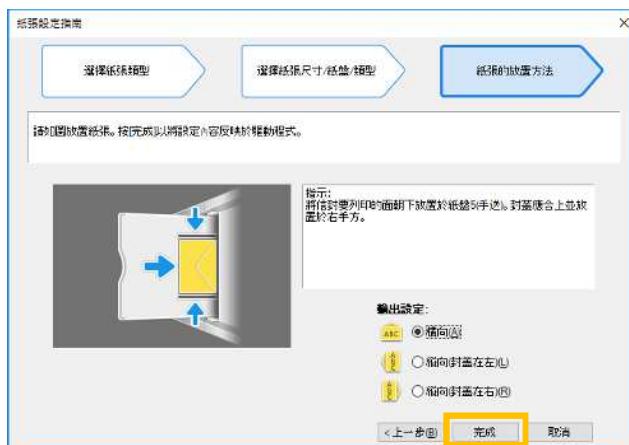 紙張設定指南
選擇紙張類型
選擇紙張尺寸/紙盤/類型
紙張的放置方法
請如圖放置紙張。按[完成]以將設定內容反映於驅動程式。
指示:
將信封要列印的面朝下放置於紙盤5(手送)。封蓋應合上並放
置於右手方。
輸出設定:
ABC
橫向(A)
ABC
縱向(封蓋在左)(L)
ABC
縱向(封蓋在右)(R)
<上一步(B)
完成
取消